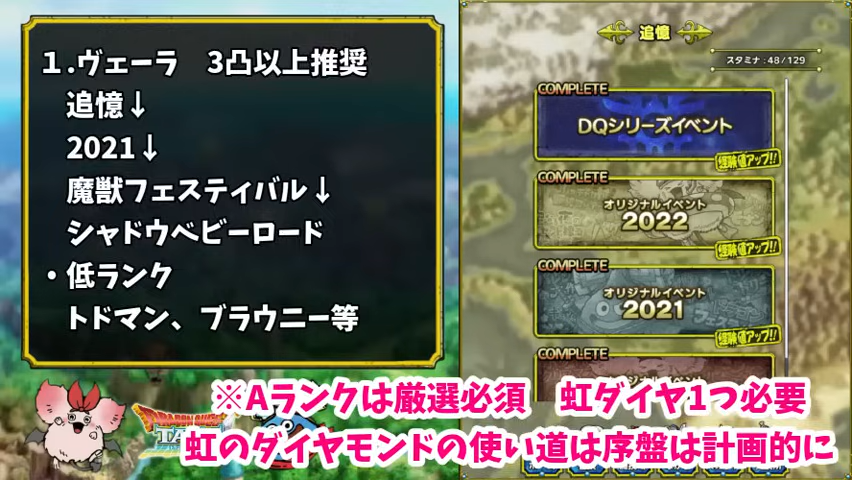 １.ヴェーラ　3凸以上推奨
追憶↓
2021↓
魔獣フェスティバル↓
シャドウベビーロード
・低ランク
トドマン、ブラウニー等
追憶
スタミナ : 48/129
COMPLETE
DQシリーズイベント
経験値アップ!!
COMPLETE
オリジナルイベント
2022
経験値アップ!!
COMPLETE
オリジナルイベント
2021
経験値アップ!!
COMPLETE
DRAGON QUEST
※Aランクは厳選必須　虹ダイヤ1つ必要
虹のダイヤモンドの使い道は序盤は計画的に